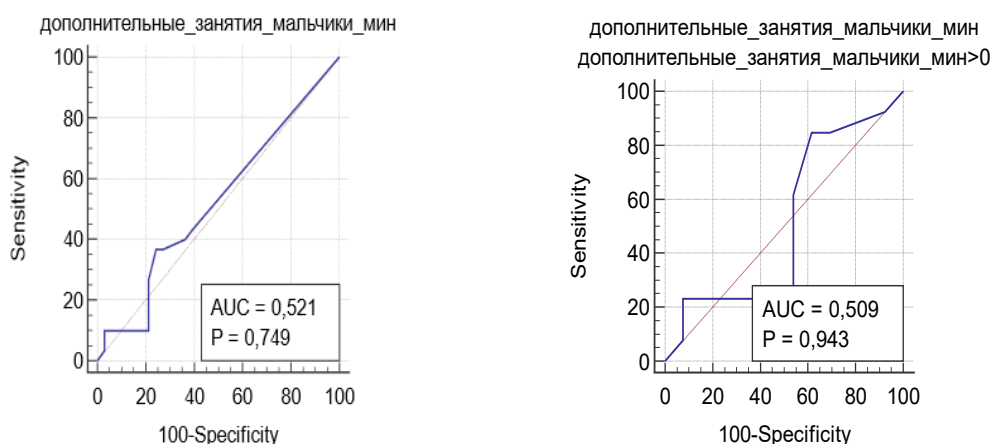 дополнительные_занятия_мальчики_мин
100
80
60
40
20
0
Sensitivity
AUC = 0,521
P = 0,749
0 20 40 60 80 100
100-Specificity
дополнительные_занятия_мальчики_мин
дополнительные_занятия_мальчики_мин>0
100
80
60
40
20
0
Sensitivity
AUC = 0,509
P = 0,943
0 20 40 60 80 100
100-Specificity